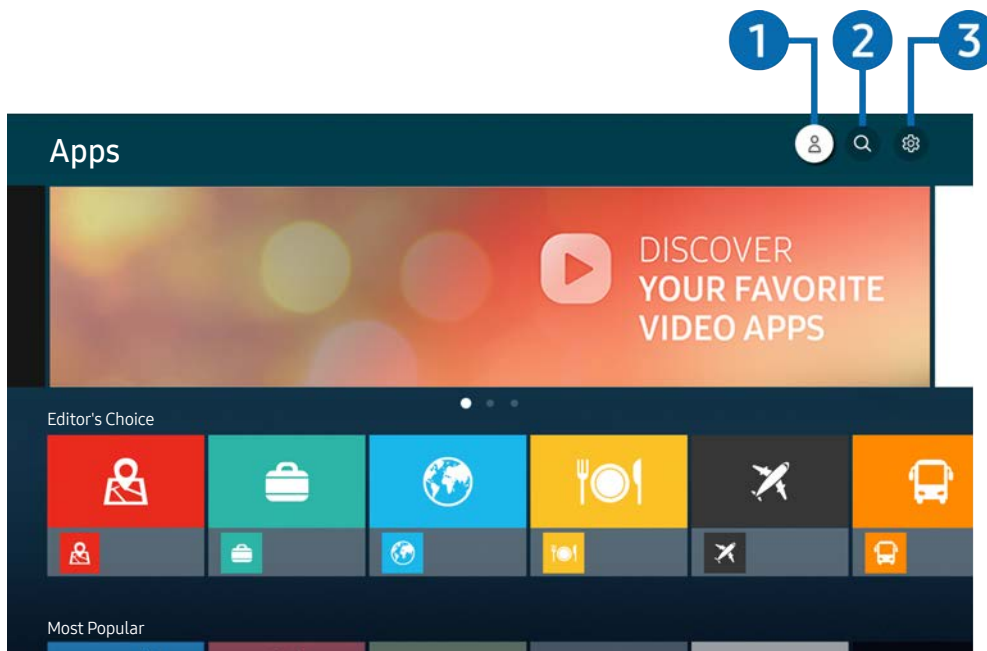 1 2 3
Apps
DISCOVER
YOUR FAVORITE
VIDEO APPS
Editor's Choice
Most Popular